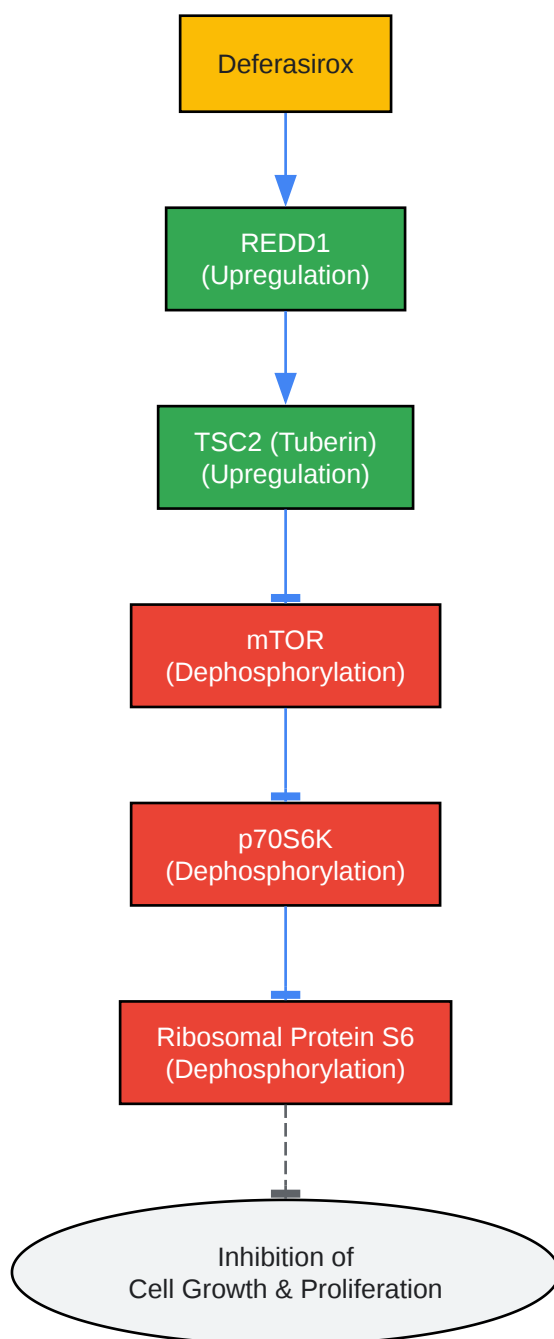 Deferasirox
REDD1
(Upregulation)
TSC2 (Tuberin)
(Upregulation)
mTOR
(Dephosphorylation)
p70S6K
(Dephosphorylation)
Ribosomal Protein S6
(Dephosphorylation)
Inhibition of
Cell Growth & Proliferation